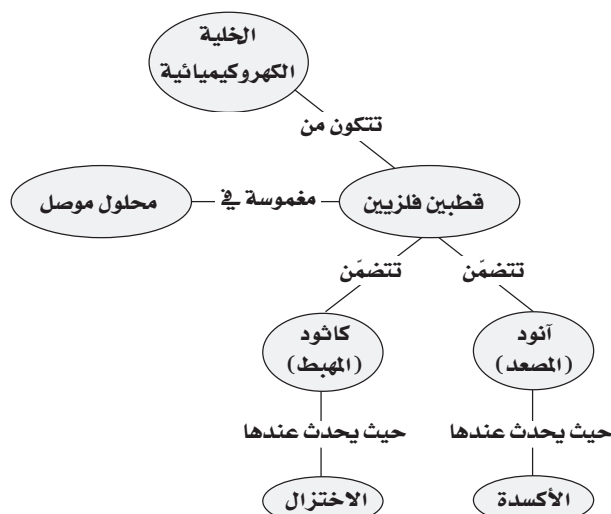 الخلية
الكهروكيميائية
تتكون من
قطبين فلزيين
مغموسة في
محلول موصل
تتضمّن
تتضمّن
آنود
(المصعد)
كاثود
(المهبط)
حيث يحدث عندها
حيث يحدث عندها
الأكسدة
الاختزال